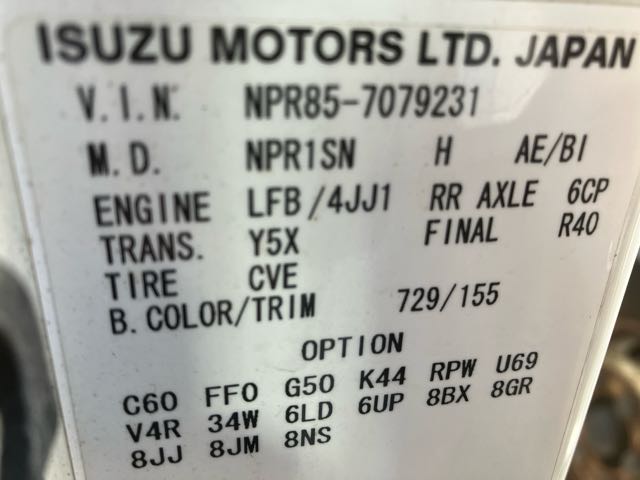 ISUZU MOTORS LTD. JAPAN
V.I.N. NPR85-7079231
M.D. NPR1SN H AE/BI
ENGINE LFB/4JJ1 RR AXLE 6CP
TRANS. Y5X FINAL R40
TIRE CVE
B.COLOR/TRIM 729/155
OPTION
C60 FF0 G50 K44 RPW U69
V4R 34W 6LD 6UP 8BX 8GR
8JJ 8JM 8NS